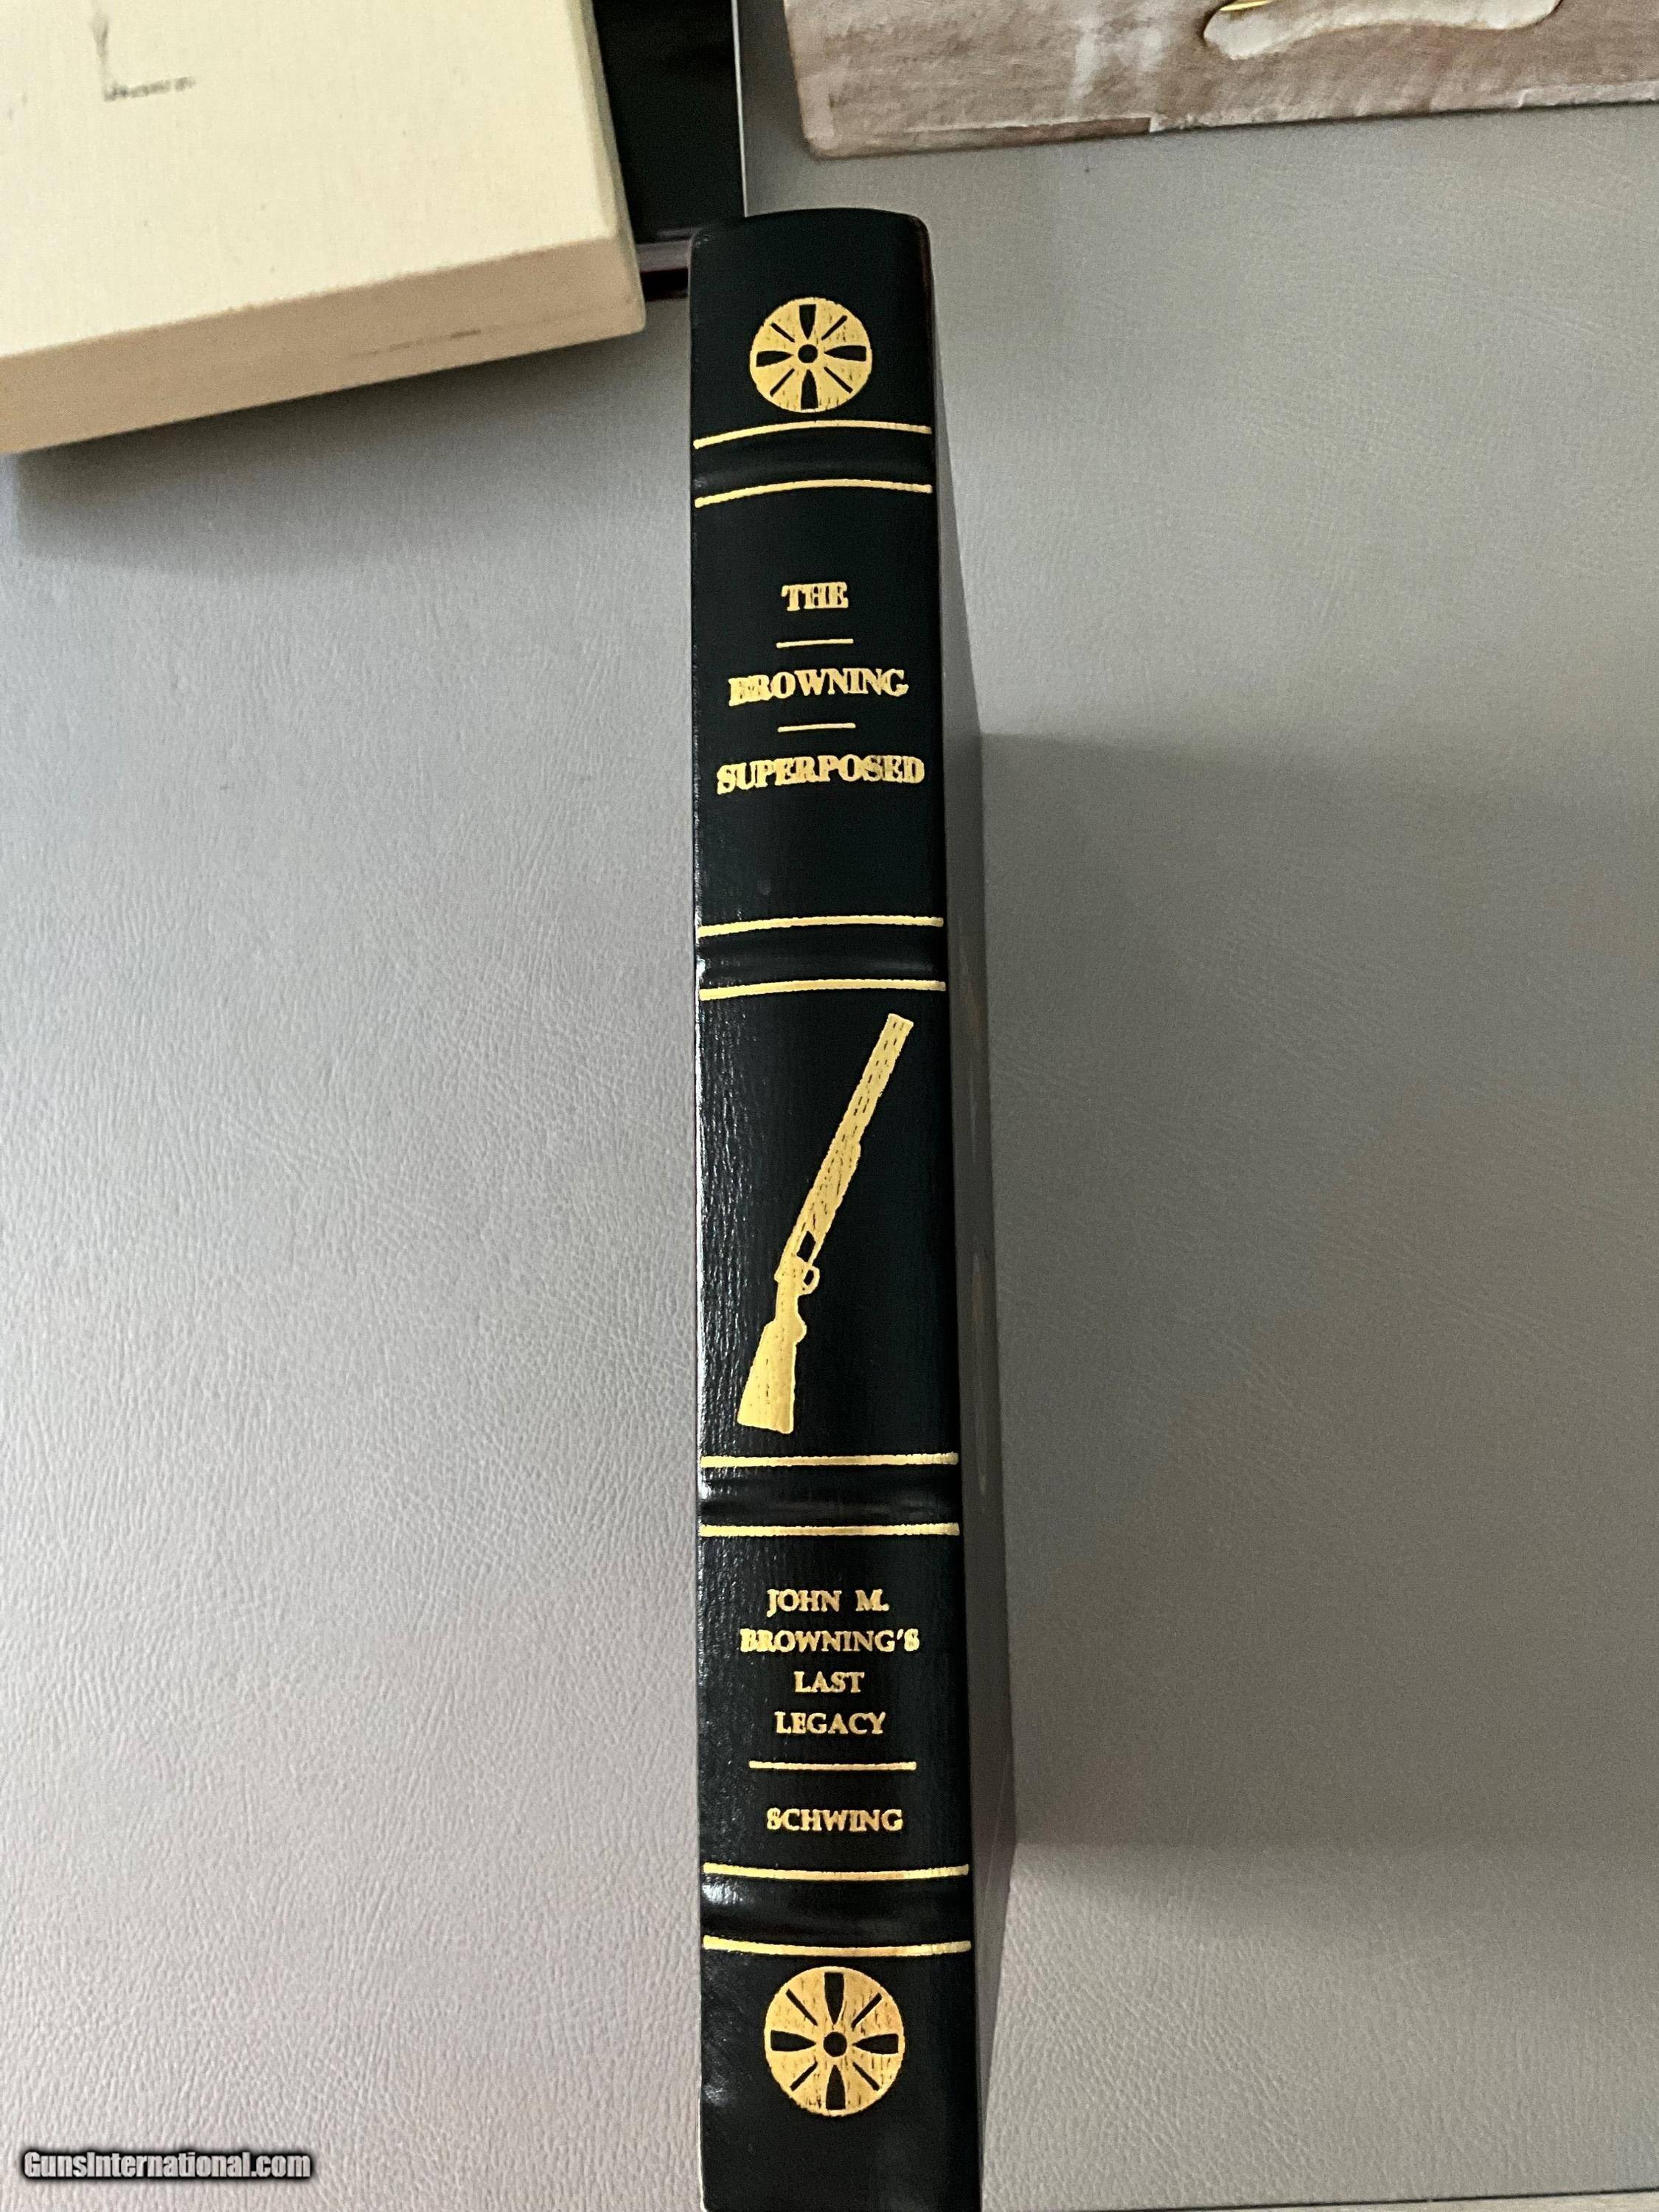 THE
BROWNING
SUPERPOSED
JOHN M.
BROWNING'S
LAST
LEGACY
SCHWING
GunsInternational.com